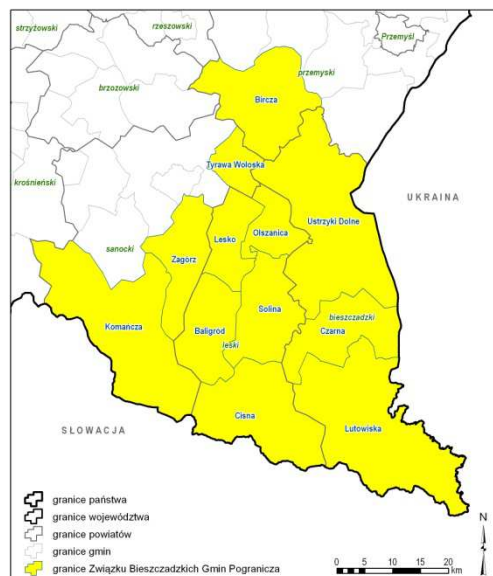 strzyżowski
rzeszowski
Przemyśl
brzozowski
przemyski
Bircza
Tyrawa Wołoska
krośnieński
UKRAINA
Ustrzyki Dolne
Lesko
Olszanica
sanocki
Zagórz
Solina
Komańcza
Baligród
bieszczadzki
Czarna
leski
Cisna
Lutowiska
SŁOWACJA
granice państwa
granice województwa
granice powiatów
granice gmin
granice Związku Bieszczadzkich Gmin Pogranicza
N
0 5 10 15 20
km